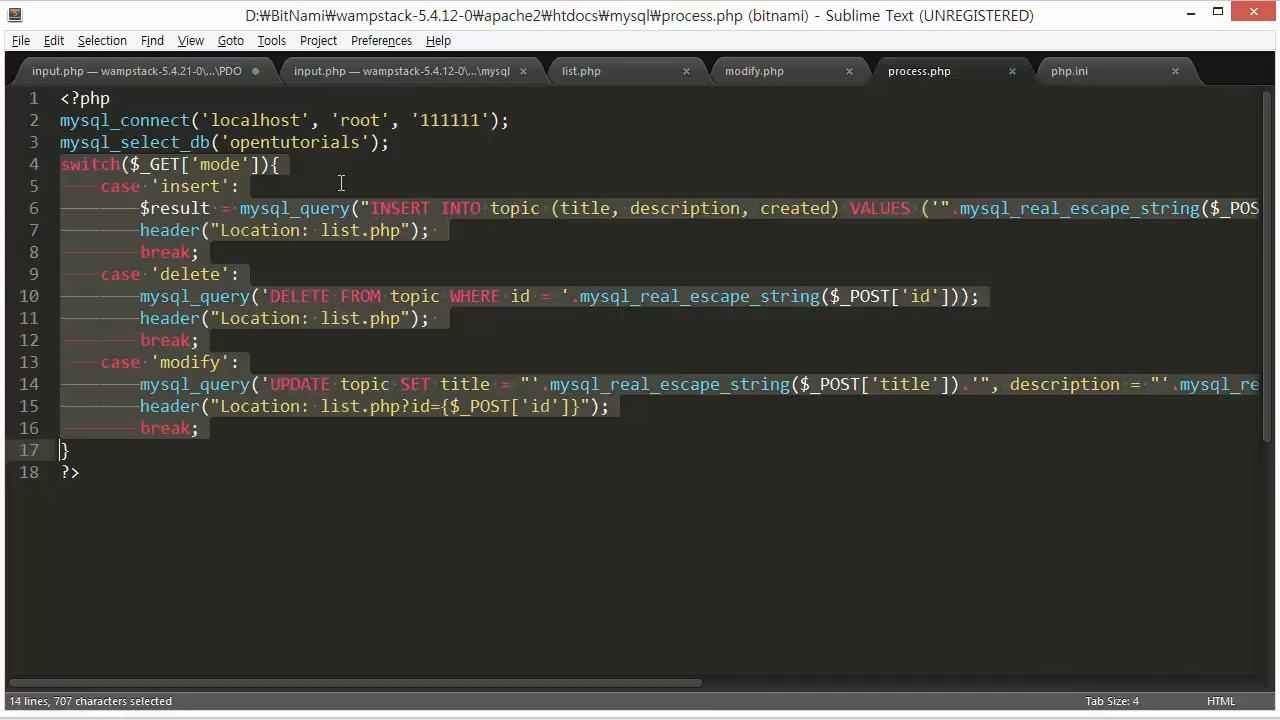 D:₩BitNami₩wampstack-5.4.12-0₩apache2₩htdocs₩mysql₩process.php (bitnami) - Sublime Text (UNREGISTERED)
File Edit Selection Find View Goto Tools Project Preferences Help
input.php — wampstack-5.4.21-0\...\PDO input.php — wampstack-5.4.12-0\...\mysql list.php modify.php process.php php.ini
1 <?php
2 mysql_connect('localhost', 'root', '111111');
3 mysql_select_db('opentutorials');
4 switch($_GET['mode']){
5 case 'insert':
6 $result = mysql_query("INSERT INTO topic (title, description, created) VALUES ('".mysql_real_escape_string($_POS
7 header("Location: list.php");
8 break;
9 case 'delete':
10 mysql_query('DELETE FROM topic WHERE id = '.mysql_real_escape_string($_POST['id']));
11 header("Location: list.php");
12 break;
13 case 'modify':
14 mysql_query('UPDATE topic SET title = "'.mysql_real_escape_string($_POST['title']).'", description = "'.mysql_re
15 header("Location: list.php?id={$_POST['id']}");
16 break;
17 }
18 ?>
14 lines, 707 characters selected Tab Size: 4 HTML